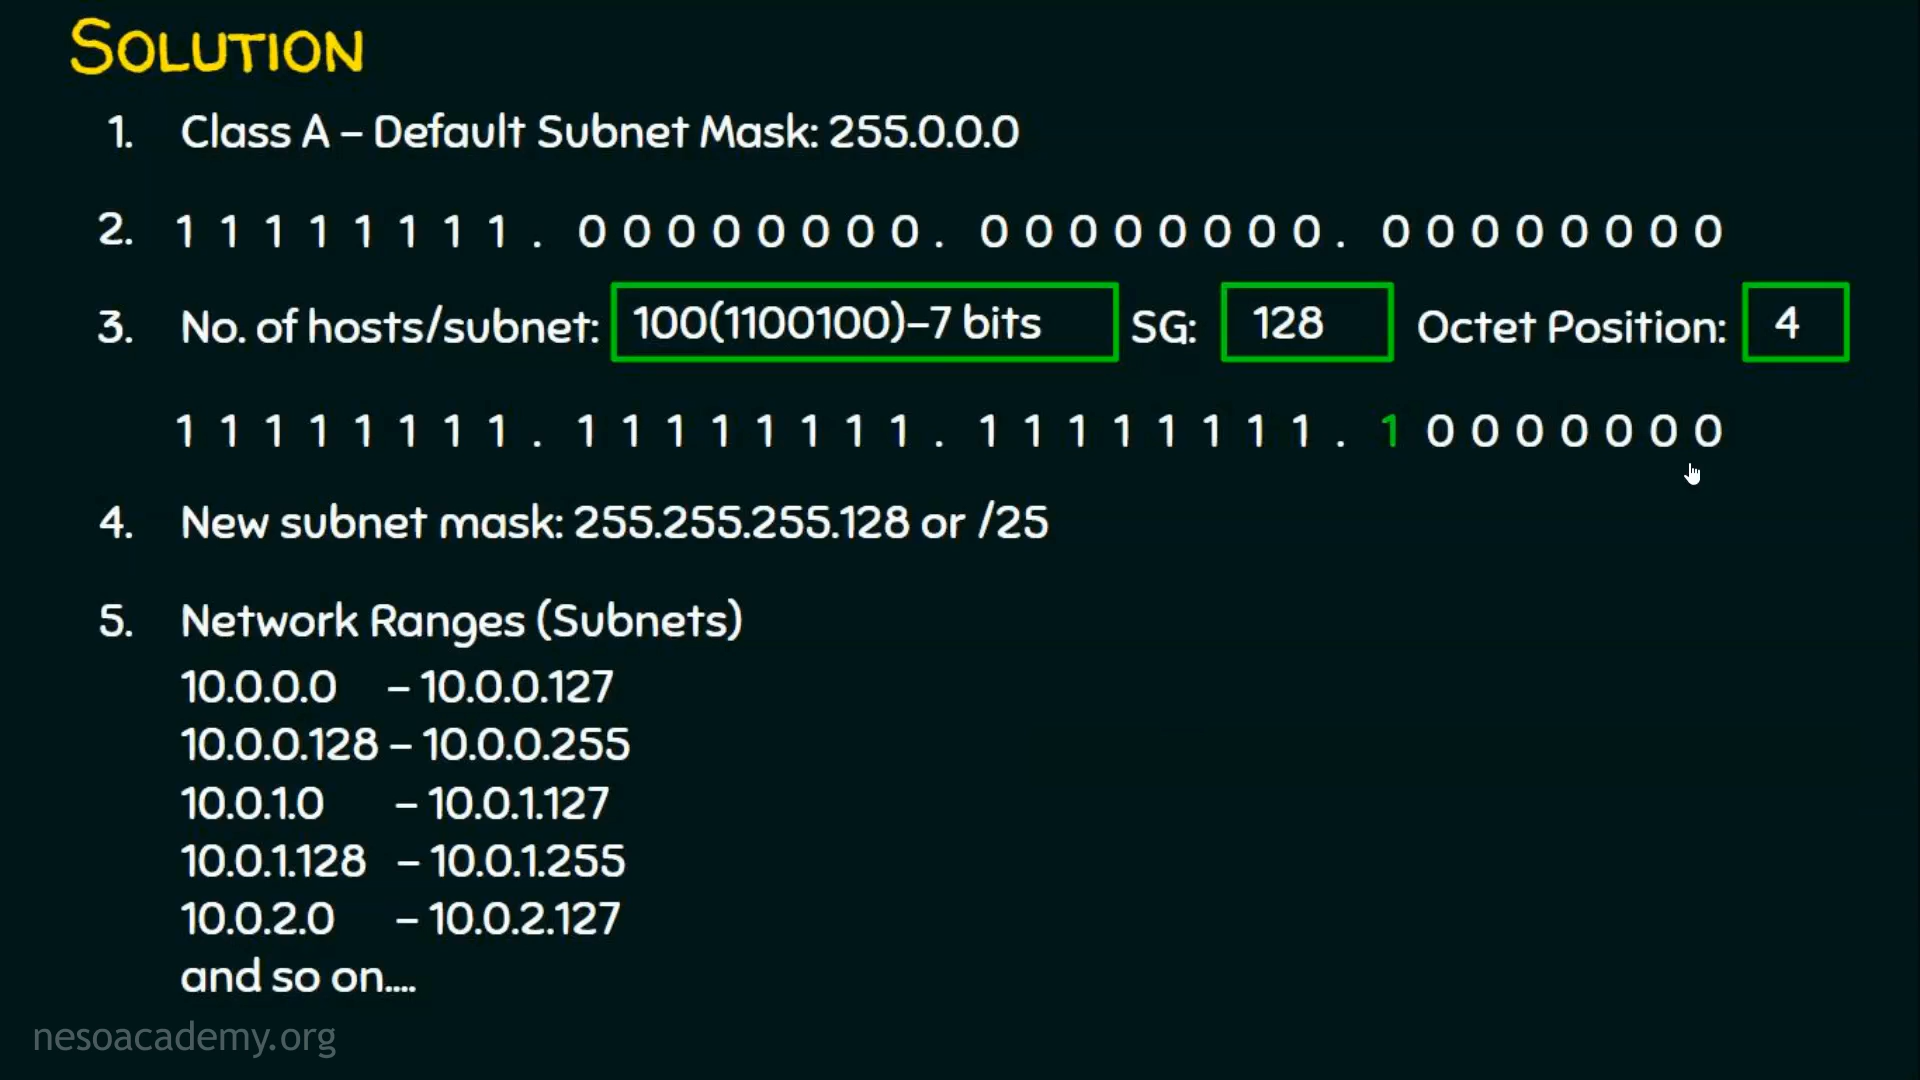 SOLUTION
1. Class A – Default Subnet Mask: 255.0.0.0
2. 1 1 1 1 1 1 1 1 . 0 0 0 0 0 0 0 0 . 0 0 0 0 0 0 0 0 . 0 0 0 0 0 0 0 0
3. No. of hosts/subnet: 100(1100100)–7 bits SG: 128 Octet Position: 4
1 1 1 1 1 1 1 1 . 1 1 1 1 1 1 1 1 . 1 1 1 1 1 1 1 1 . 1 0 0 0 0 0 0 0
4. New subnet mask: 255.255.255.128 or /25
5. Network Ranges (Subnets)
10.0.0.0 – 10.0.0.127
10.0.0.128 – 10.0.0.255
10.0.1.0 – 10.0.1.127
10.0.1.128 – 10.0.1.255
10.0.2.0 – 10.0.2.127
and so on....
nesoacademy.org